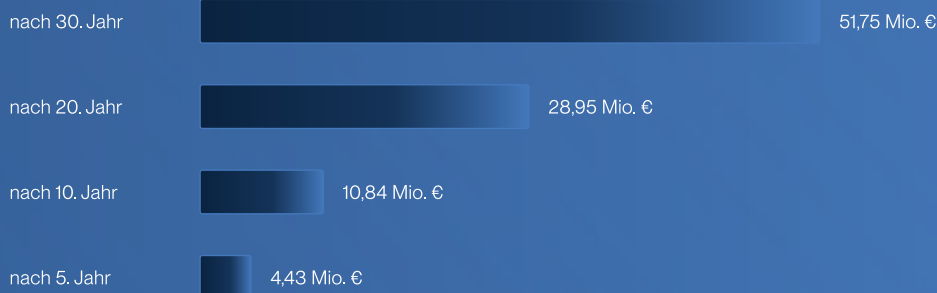 nach 30. Jahr 51,75 Mio. €
nach 20. Jahr 28,95 Mio. €
nach 10. Jahr 10,84 Mio. €
nach 5. Jahr 4,43 Mio. €